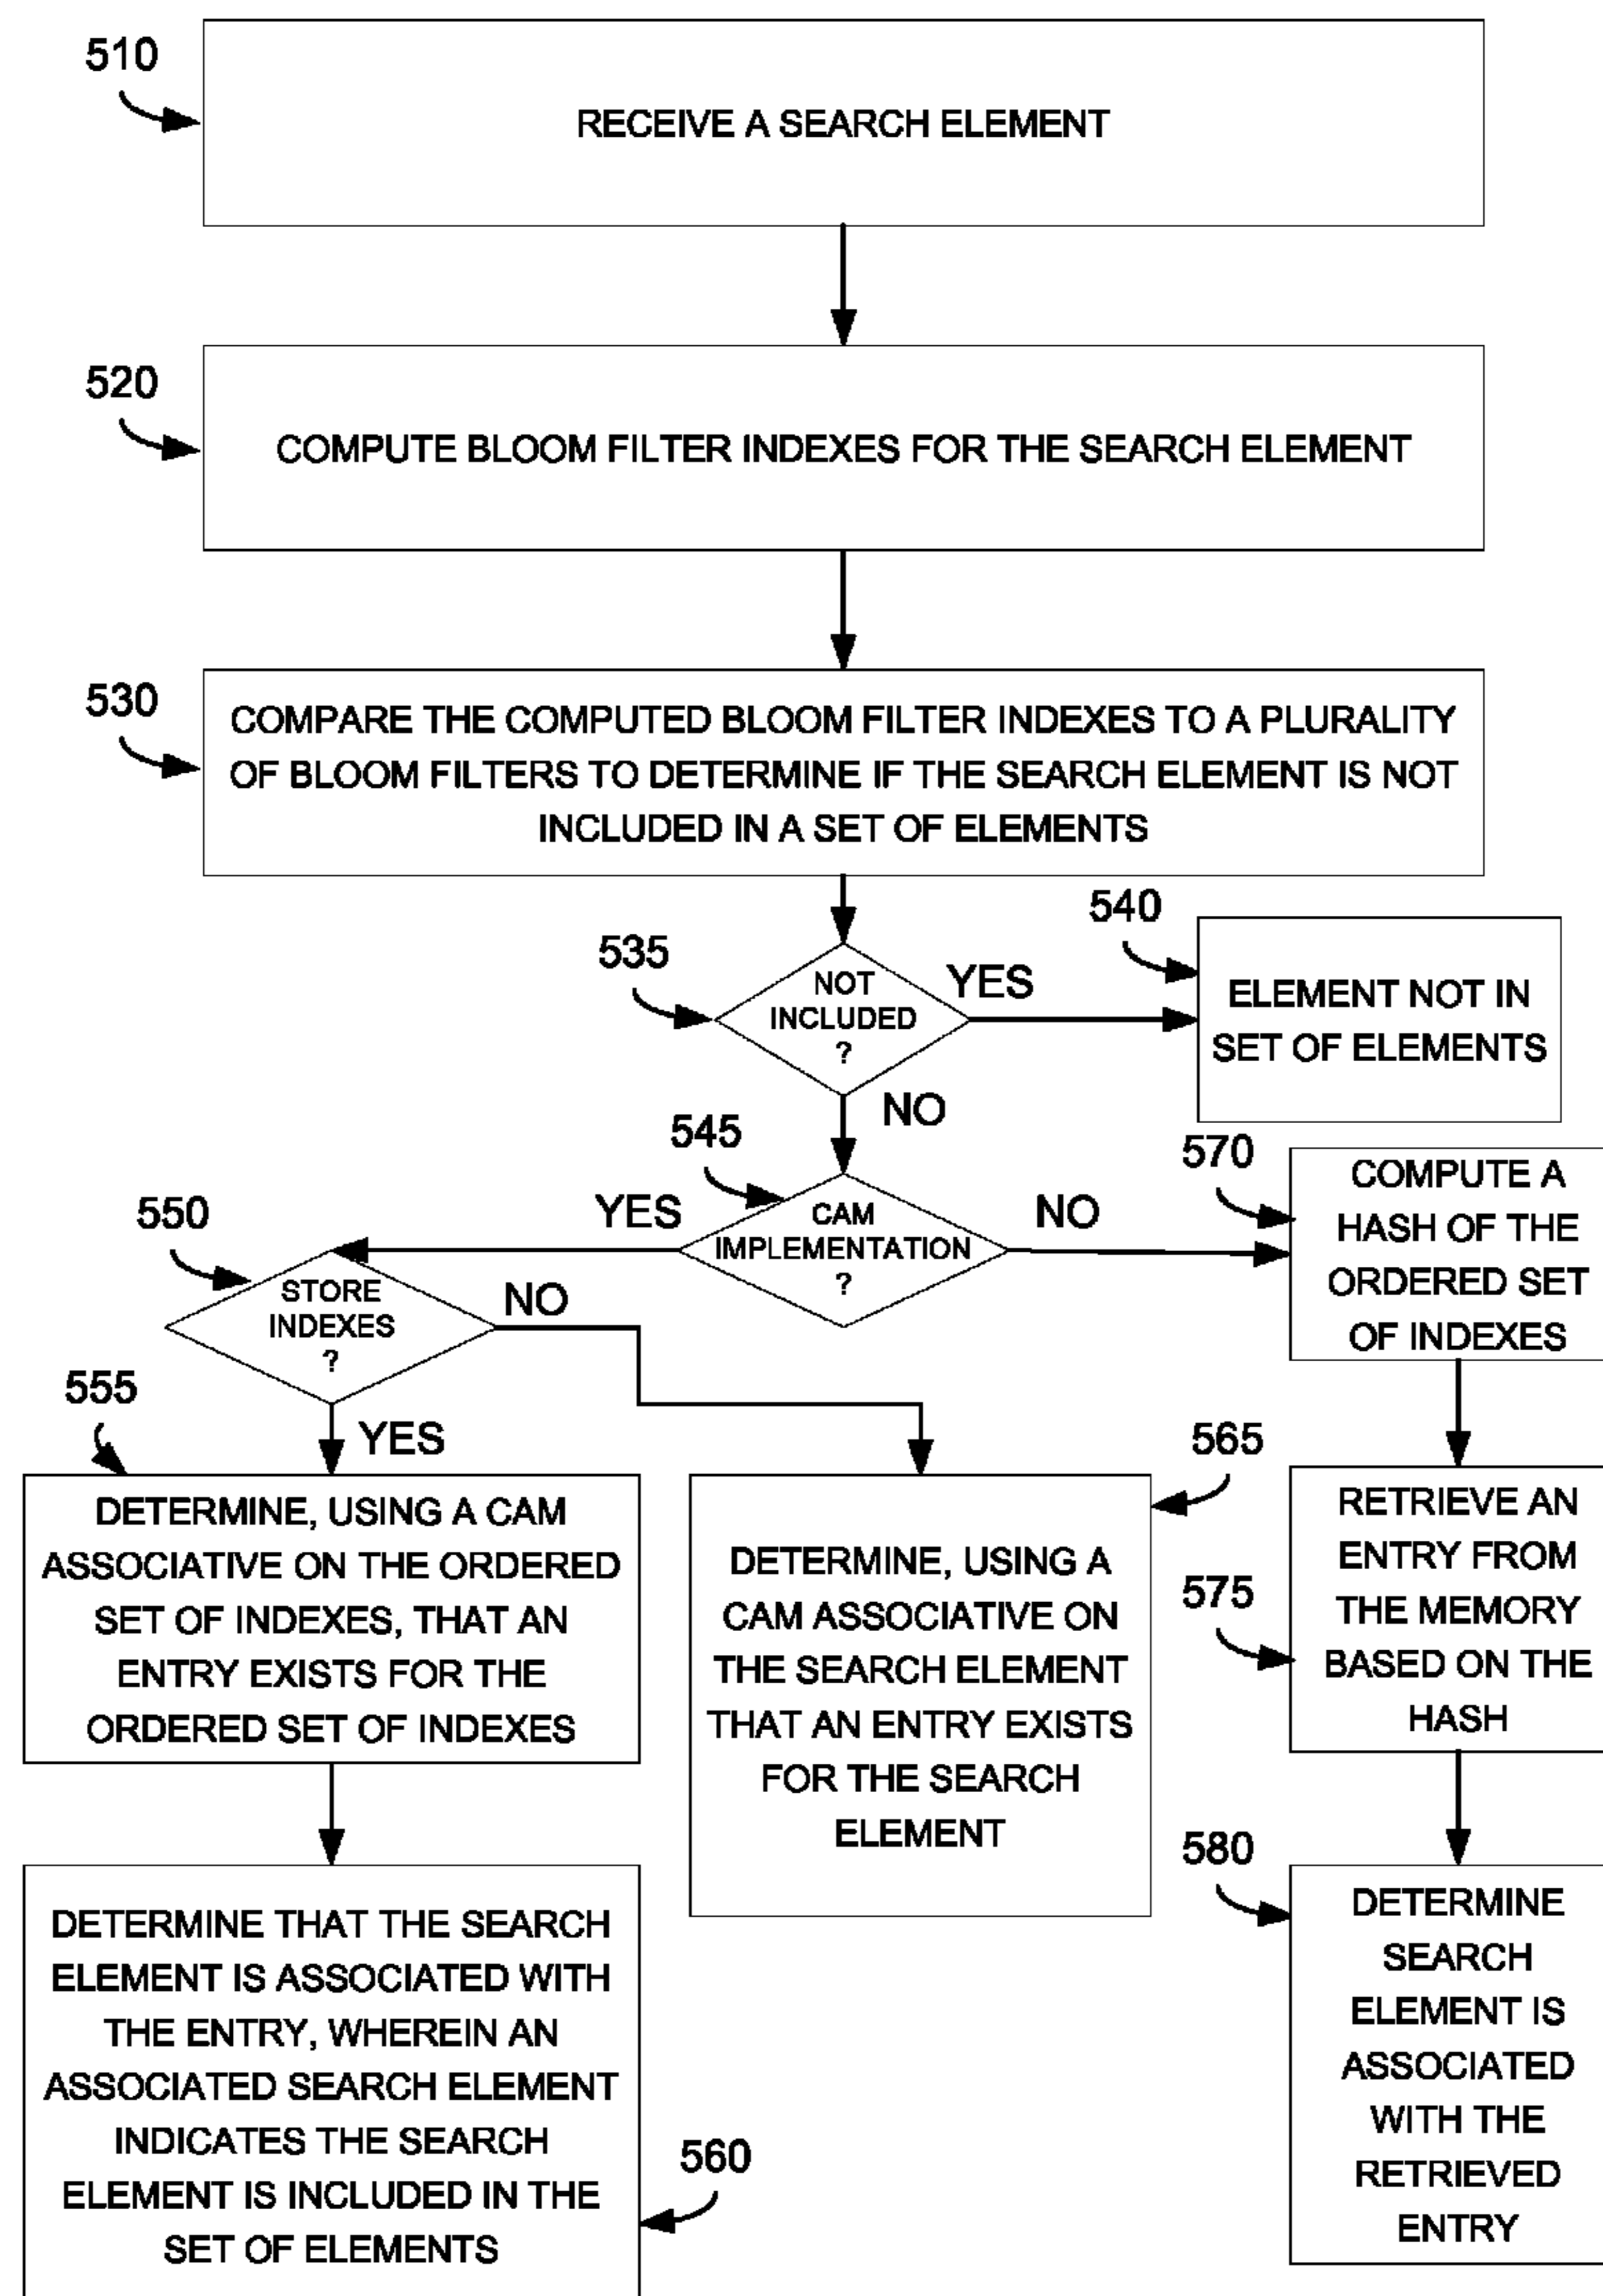 510
RECEIVE A SEARCH ELEMENT
520
COMPUTE BLOOM FILTER INDEXES FOR THE SEARCH ELEMENT
530
COMPARE THE COMPUTED BLOOM FILTER INDEXES TO A PLURALITY
OF BLOOM FILTERS TO DETERMINE IF THE SEARCH ELEMENT IS NOT
INCLUDED IN A SET OF ELEMENTS
535
NOT
INCLUDED
?
YES
540
ELEMENT NOT IN
SET OF ELEMENTS
NO
545
CAM
IMPLEMENTATION
?
YES
NO
550
STORE
INDEXES
?
NO
YES
555
DETERMINE, USING A CAM
ASSOCIATIVE ON THE ORDERED
SET OF INDEXES, THAT AN
ENTRY EXISTS FOR THE
ORDERED SET OF INDEXES
DETERMINE THAT THE SEARCH
ELEMENT IS ASSOCIATED WITH
THE ENTRY, WHEREIN AN
ASSOCIATED SEARCH ELEMENT
INDICATES THE SEARCH
ELEMENT IS INCLUDED IN THE
SET OF ELEMENTS
560
565
DETERMINE, USING A
CAM ASSOCIATIVE ON
THE SEARCH ELEMENT
THAT AN ENTRY EXISTS
FOR THE SEARCH
ELEMENT
570
COMPUTE A
HASH OF THE
ORDERED SET
OF INDEXES
575
RETRIEVE AN
ENTRY FROM
THE MEMORY
BASED ON THE
HASH
580
DETERMINE
SEARCH
ELEMENT IS
ASSOCIATED
WITH THE
RETRIEVED
ENTRY